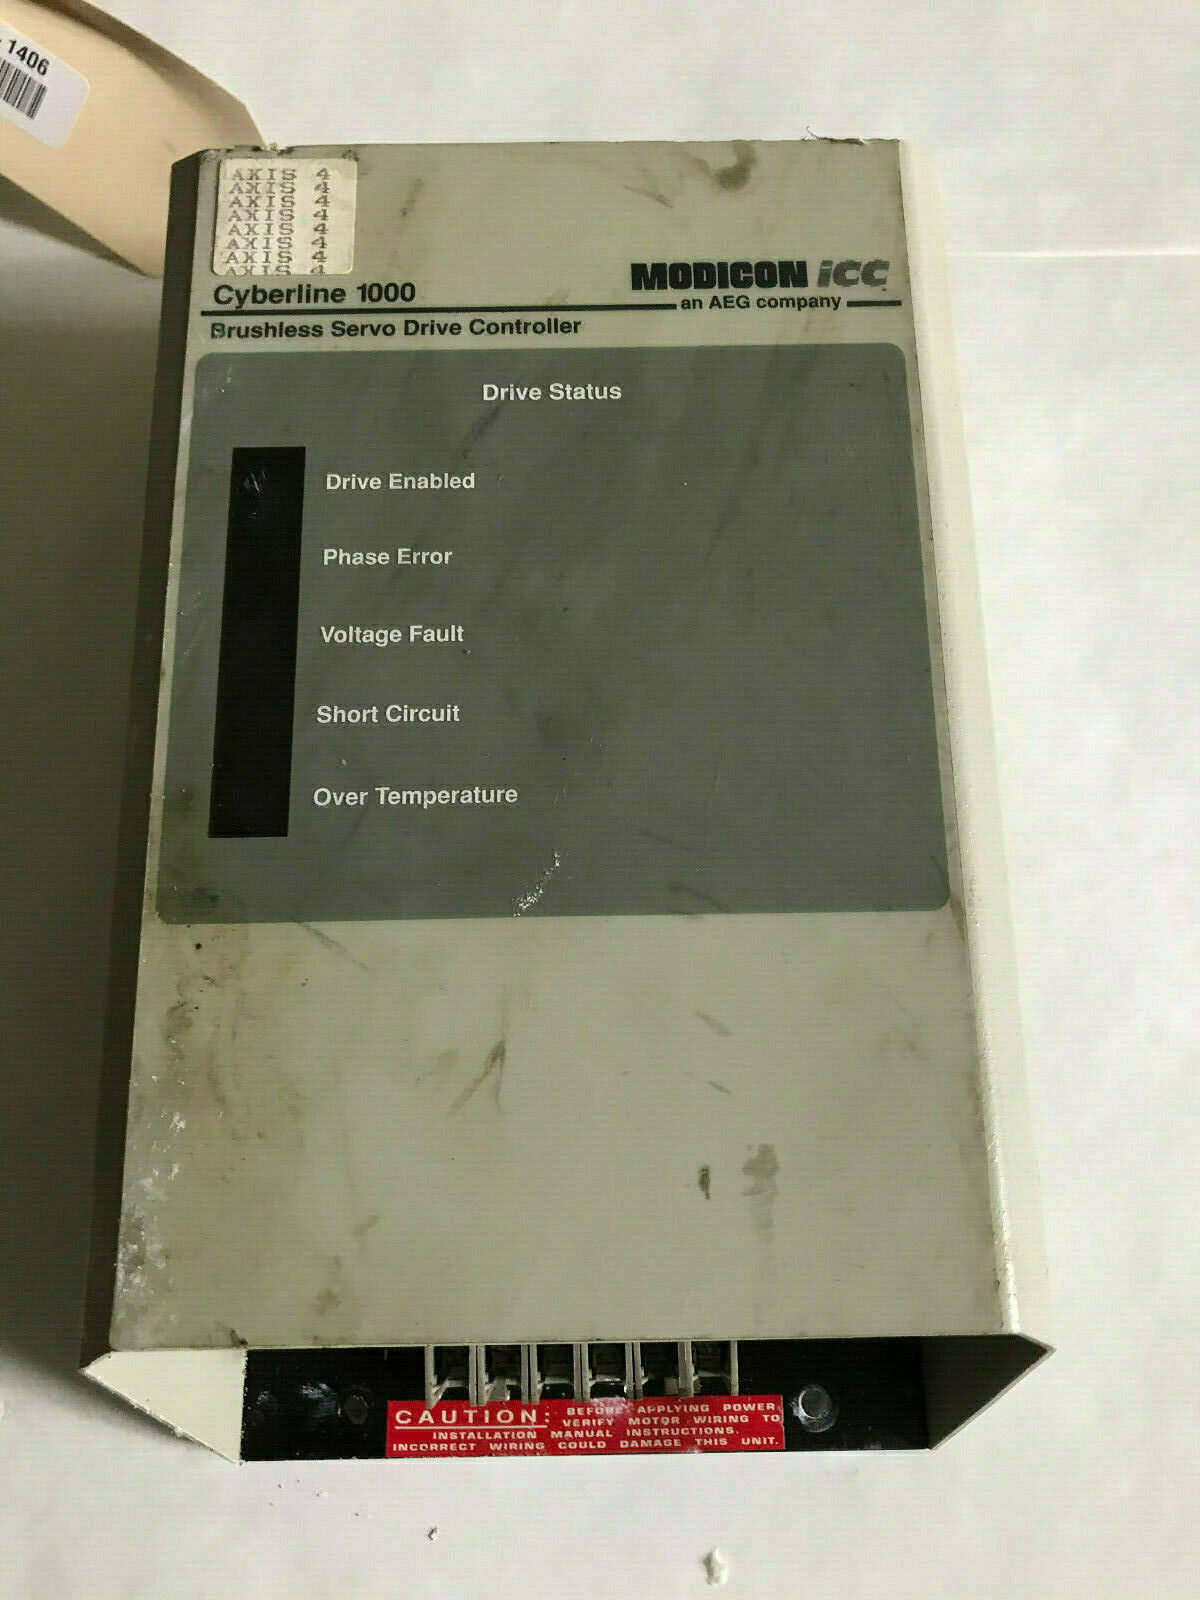 1406
AXIS 4
AXIS 4
AXIS 4
AXIS 4
AXIS 4
AXIS 4
AXIS 4
AXIS 4
Cyberline 1000
MODICON icc
an AEG company
Brushless Servo Drive Controller
Drive Status
Drive Enabled
Phase Error
Voltage Fault
Short Circuit
Over Temperature
CAUTION: BEFORE APPLYING POWER
VERIFY MOTOR WIRING TO
INSTALLATION MANUAL INSTRUCTIONS.
INCORRECT WIRING COULD DAMAGE THIS UNIT.